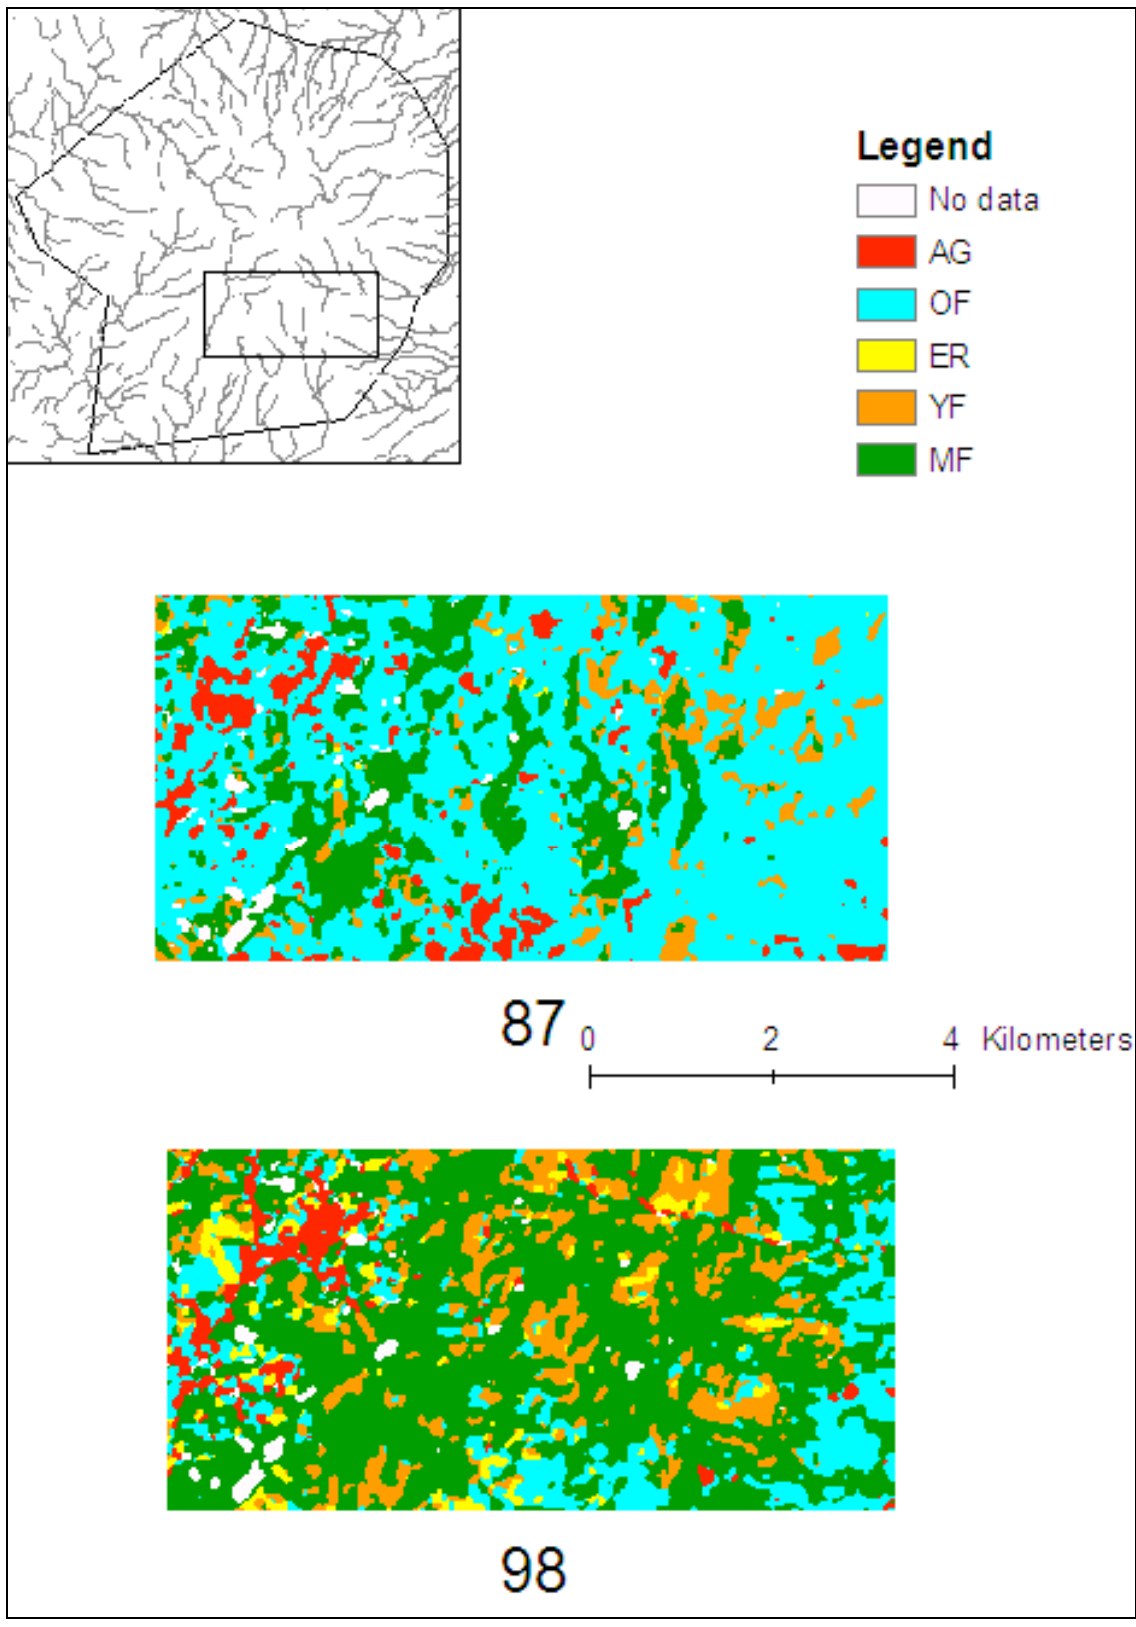 Legend
No data
AG
OF
ER
YF
MF
87
0 2 4 Kilometers
98